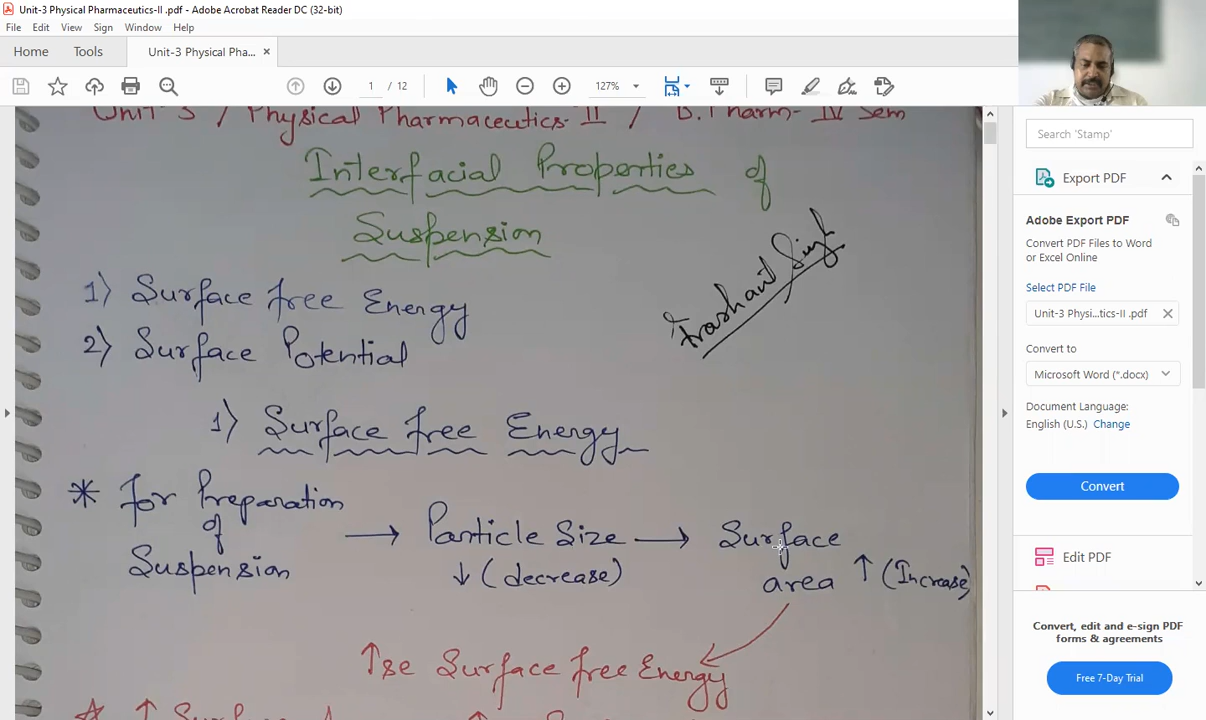 Unit-3 Physical Pharmaceutics-II .pdf - Adobe Acrobat Reader DC (32-bit)
File Edit View Sign Window Help
Home Tools Unit-3 Physical Pha... ×
1 / 12 127%
Unit-3 / Physical Pharmaceutics-II / B.Pharm-IV Sem
Interfacial Properties of
Suspension
Prashant Singh
1) Surface free Energy
2) Surface Potential
1) Surface free Energy
* for Preparation of Suspension → Particle Size ↓ (decrease) → Surface area ↑ (Increase)
↑se Surface free Energy
Search 'Stamp'
Export PDF
Adobe Export PDF
Convert PDF Files to Word
or Excel Online
Select PDF File
Unit-3 Physi...tics-II .pdf ×
Convert to
Microsoft Word (*.docx)
Document Language:
English (U.S.) Change
Convert
Edit PDF
Convert, edit and e-sign PDF
forms & agreements
Free 7-Day Trial